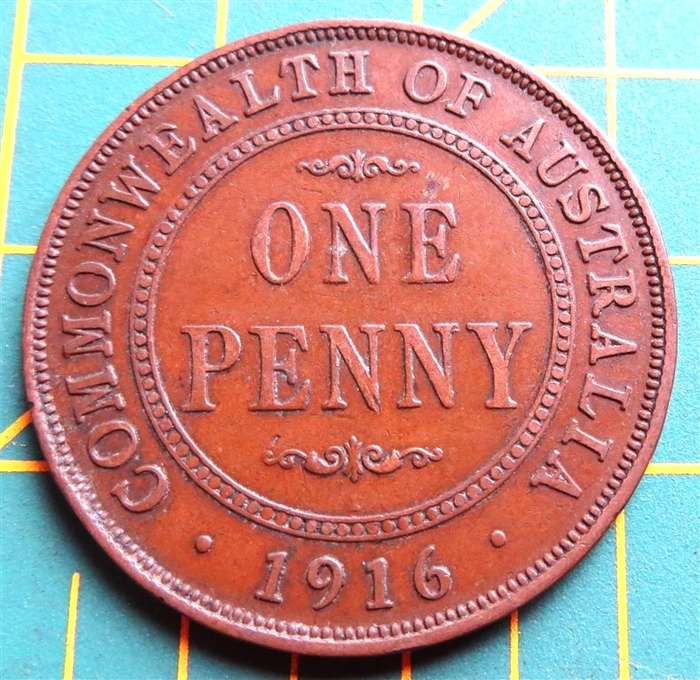 COMMONWEALTH OF AUSTRALIA
ONE
PENNY
· 1916 ·